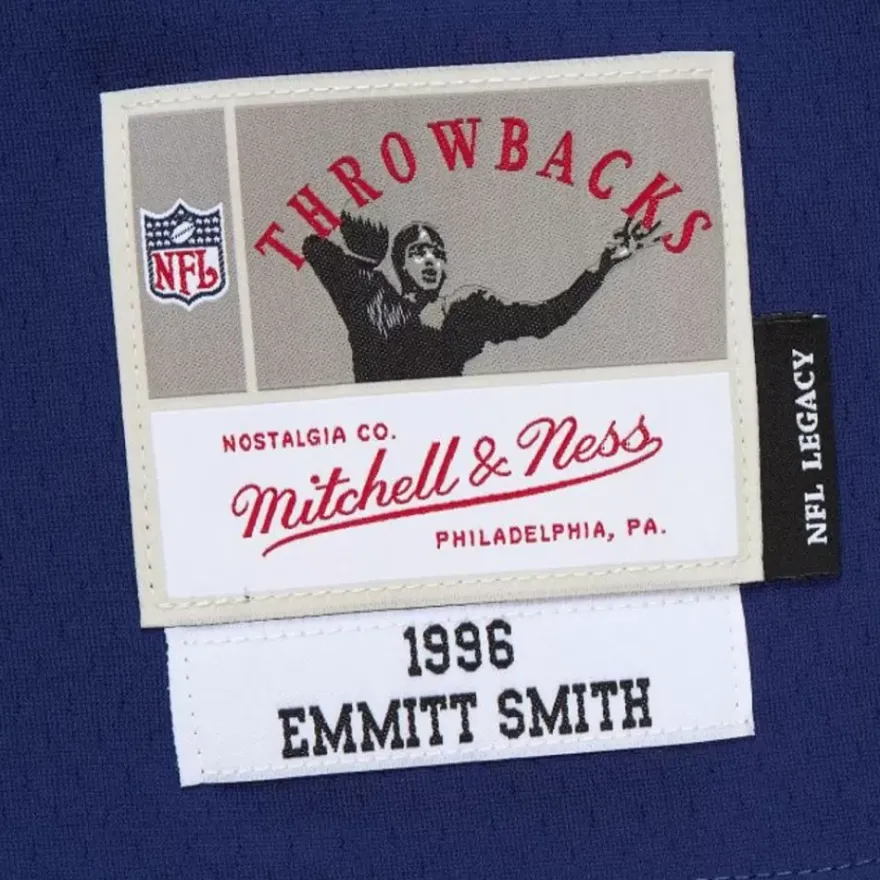 THROWBACKS
NFL
NOSTALGIA CO.
Mitchell & Ness
PHILADELPHIA, PA.
NFL LEGACY
1996
EMMITT SMITH